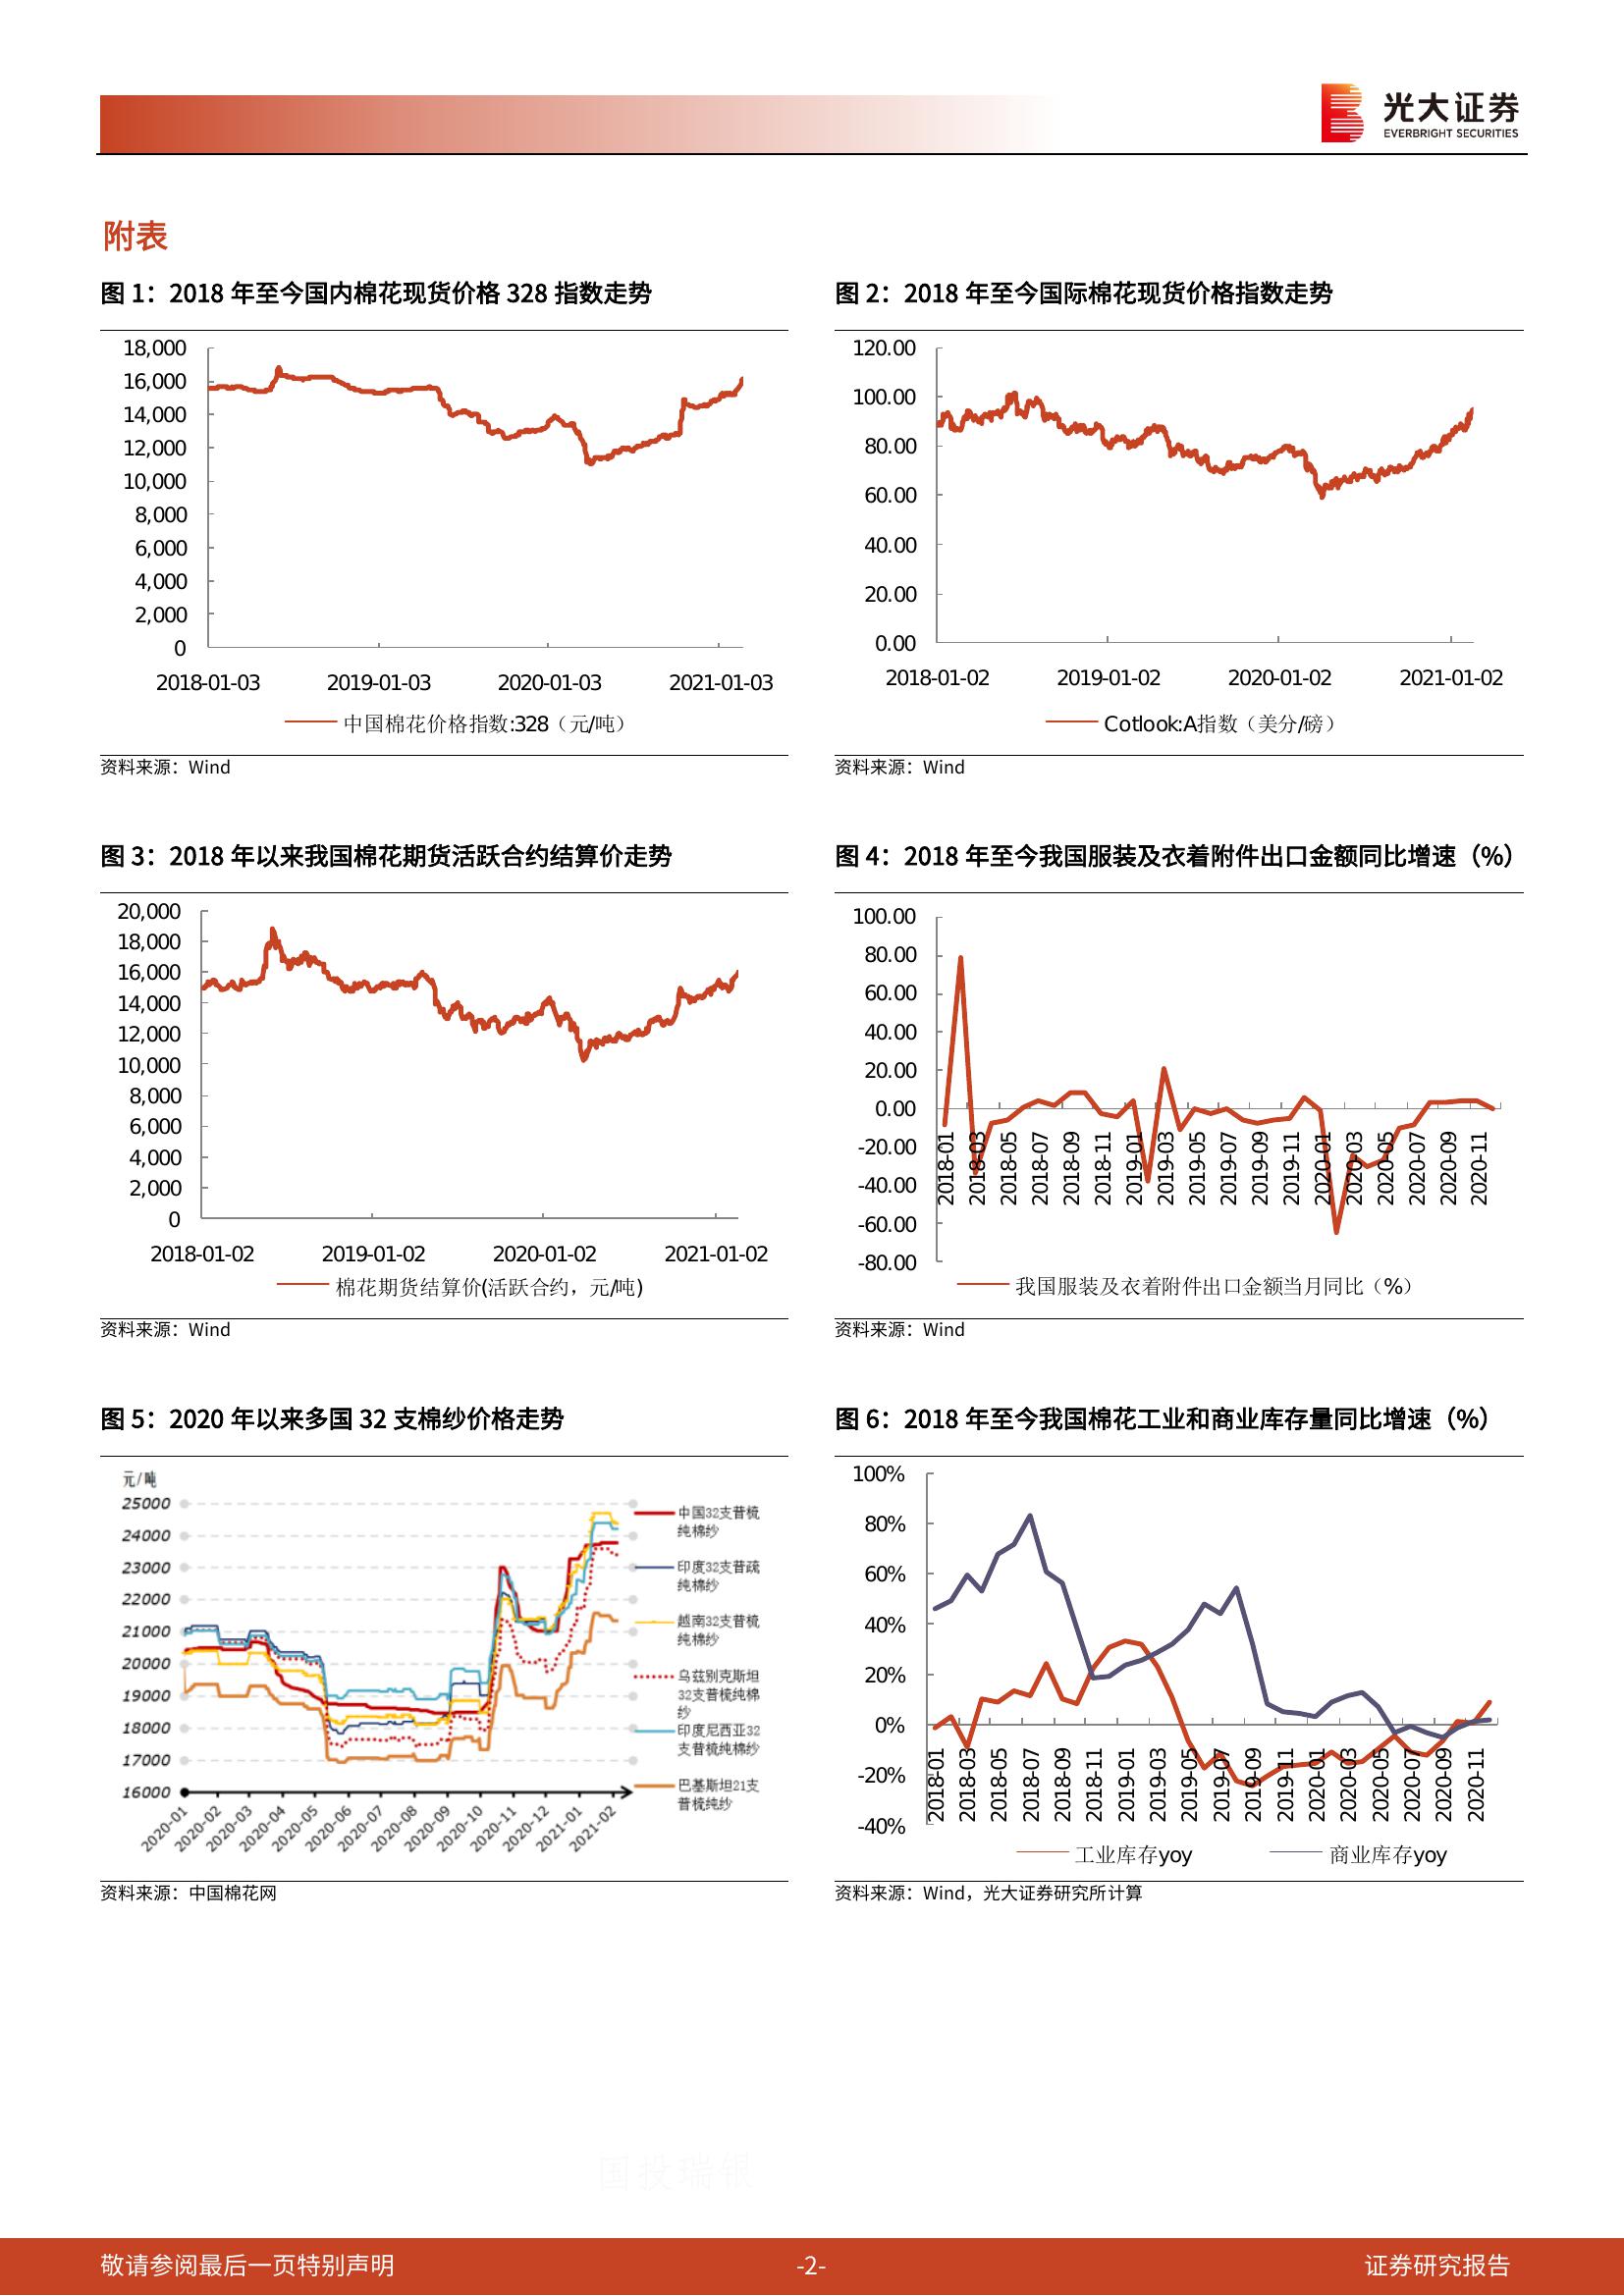 光大证券
EVERBRIGHT SECURITIES
附表
图 1：2018 年至今国内棉花现货价格 328 指数走势
18,000
16,000
14,000
12,000
10,000
8,000
6,000
4,000
2,000
0
2018-01-03 2019-01-03 2020-01-03 2021-01-03
中国棉花价格指数:328（元/吨）
资料来源：Wind
图 2：2018 年至今国际棉花现货价格指数走势
120.00
100.00
80.00
60.00
40.00
20.00
0.00
2018-01-02 2019-01-02 2020-01-02 2021-01-02
Cotlook:A指数（美分/磅）
资料来源：Wind
图 3：2018 年以来我国棉花期货活跃合约结算价走势
20,000
18,000
16,000
14,000
12,000
10,000
8,000
6,000
4,000
2,000
0
2018-01-02 2019-01-02 2020-01-02 2021-01-02
棉花期货结算价(活跃合约，元/吨)
资料来源：Wind
图 4：2018 年至今我国服装及衣着附件出口金额同比增速（%）
100.00
80.00
60.00
40.00
20.00
0.00
-20.00
-40.00
-60.00
-80.00
2018-01 2018-03 2018-05 2018-07 2018-09 2018-11 2019-01 2019-03 2019-05 2019-07 2019-09 2019-11 2020-01 2020-03 2020-05 2020-07 2020-09 2020-11
我国服装及衣着附件出口金额当月同比（%）
资料来源：Wind
图 5：2020 年以来多国 32 支棉纱价格走势
元/吨
25000
24000
23000
22000
21000
20000
19000
18000
17000
16000
2020-01 2020-02 2020-03 2020-04 2020-05 2020-06 2020-07 2020-08 2020-09 2020-10 2020-11 2020-12 2021-01 2021-02
中国32支普梳
纯棉纱
印度32支普疏
纯棉纱
越南32支普梳
纯棉纱
乌兹别克斯坦
32支普梳纯棉
纱
印度尼西亚32
支普梳纯棉纱
巴基斯坦21支
普梳纯纱
资料来源：中国棉花网
图 6：2018 年至今我国棉花工业和商业库存量同比增速（%）
100%
80%
60%
40%
20%
0%
-20%
-40%
2018-01 2018-03 2018-05 2018-07 2018-09 2018-11 2019-01 2019-03 2019-05 2019-07 2019-09 2019-11 2020-01 2020-03 2020-05 2020-07 2020-09 2020-11
工业库存yoy 商业库存yoy
资料来源：Wind，光大证券研究所计算
国投瑞银
敬请参阅最后一页特别声明 -2- 证券研究报告